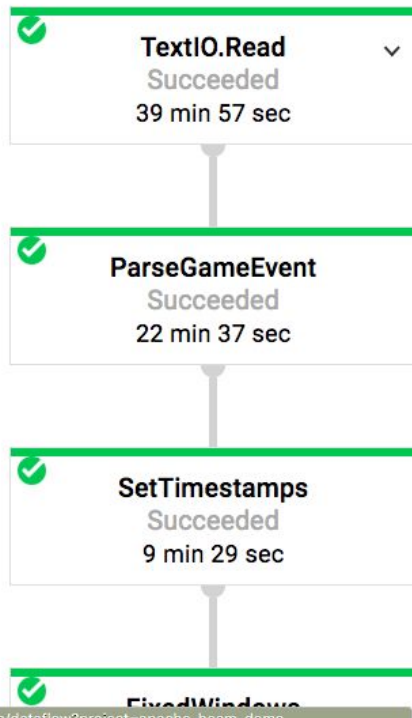 TextIO.Read
Succeeded
39 min 57 sec
ParseGameEvent
Succeeded
22 min 37 sec
SetTimestamps
Succeeded
9 min 29 sec
FixedWindows